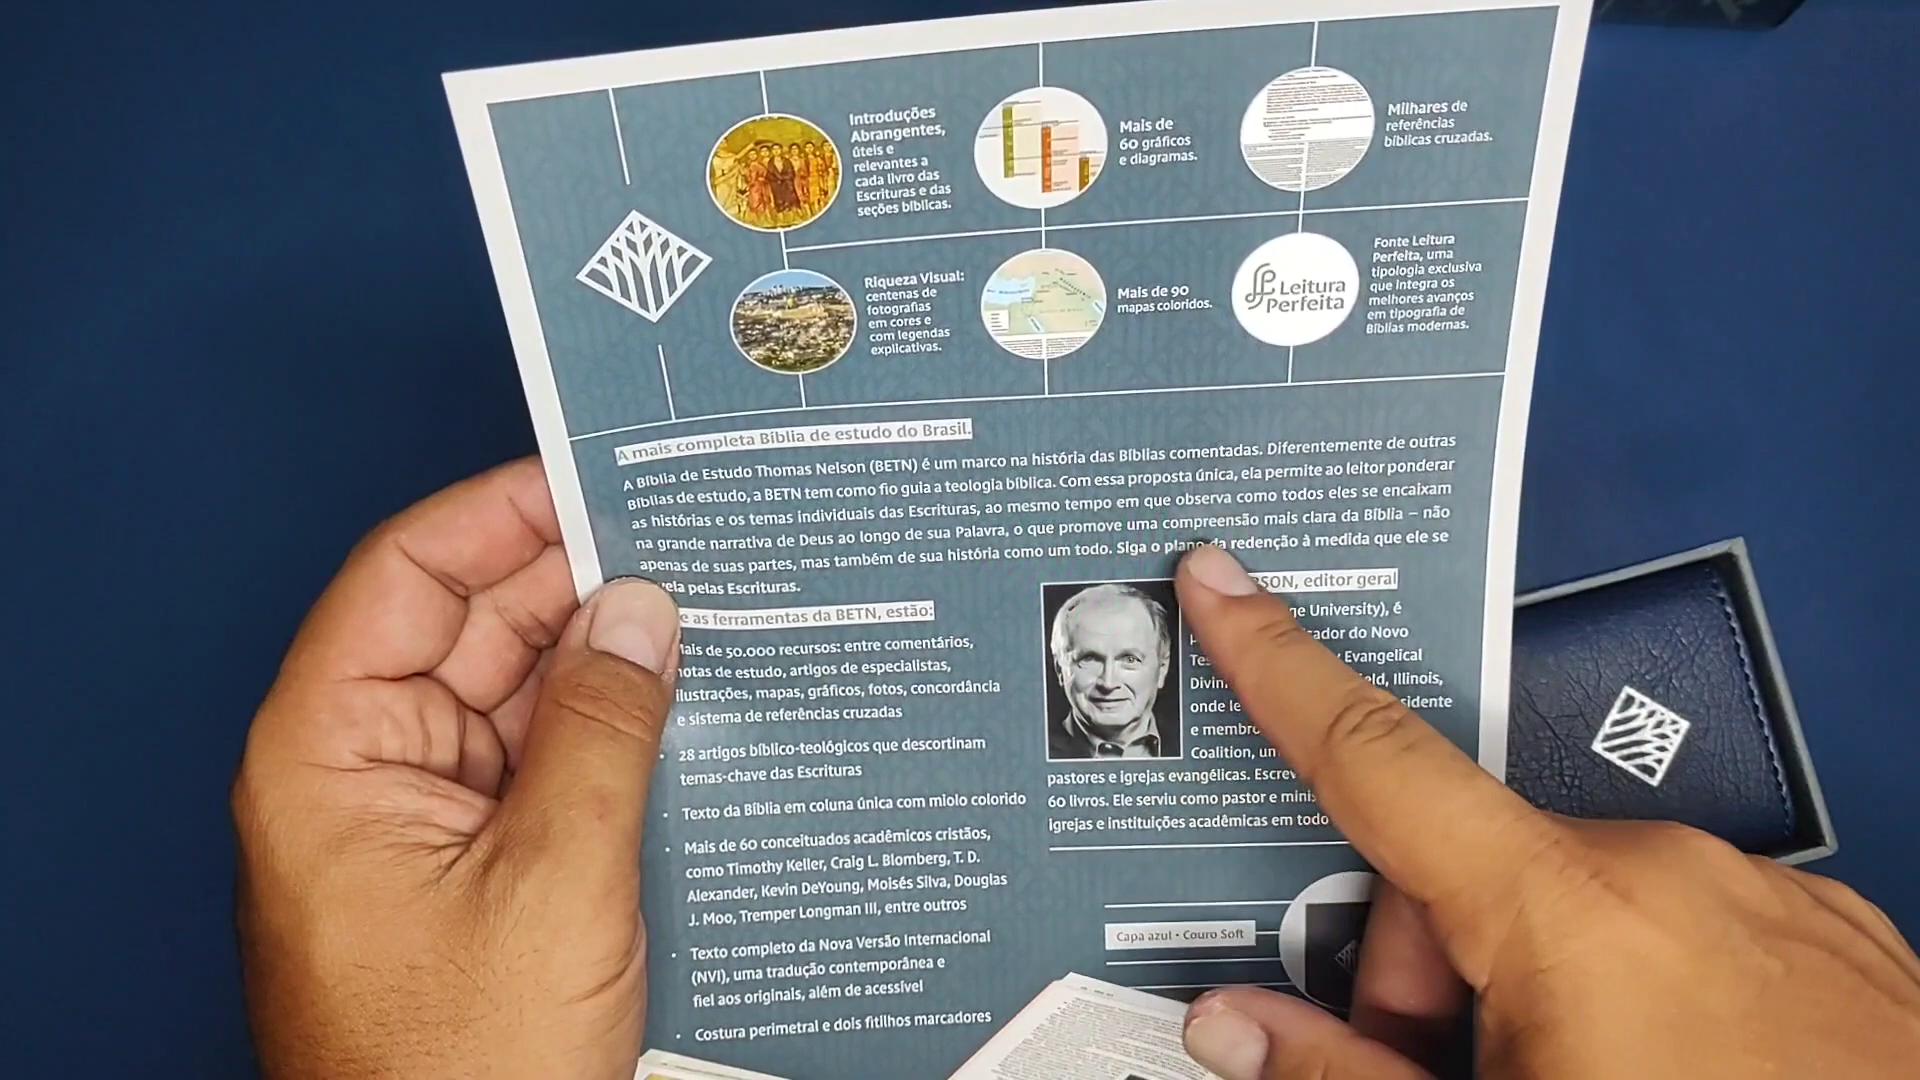 Introduções
Abrangentes,
úteis e
relevantes a
cada livro das
Escrituras e das
seções bíblicas.
Mais de
60 gráficos
e diagramas.
Milhares de
referências
bíblicas cruzadas.
Riqueza Visual:
centenas de
fotografias
em cores e
com legendas
explicativas.
Mais de 90
mapas coloridos.
Leitura
Perfeita
Fonte Leitura
Perfeita, uma
tipologia exclusiva
que integra os
melhores avanços
em tipografia de
Bíblias modernas.
A mais completa Bíblia de estudo do Brasil.
A Bíblia de Estudo Thomas Nelson (BETN) é um marco na história das Bíblias comentadas. Diferentemente de outras
Bíblias de estudo, a BETN tem como fio guia a teologia bíblica. Com essa proposta única, ela permite ao leitor ponderar
as histórias e os temas individuais das Escrituras, ao mesmo tempo em que observa como todos eles se encaixam
na grande narrativa de Deus ao longo de sua Palavra, o que promove uma compreensão mais clara da Bíblia – não
apenas de suas partes, mas também de sua história como um todo. Siga o plano da redenção à medida que ele se
pelas Escrituras.
as ferramentas da BETN, estão:
de 50.000 recursos: entre comentários,
notas de estudo, artigos de especialistas,
ilustrações, mapas, gráficos, fotos, concordância
e sistema de referências cruzadas
• 28 artigos bíblico-teológicos que descortinam
temas-chave das Escrituras
• Texto da Bíblia em coluna única com miolo colorido
• Mais de 60 conceituados acadêmicos cristãos,
como Timothy Keller, Craig L. Blomberg, T. D.
Alexander, Kevin DeYoung, Moisés Silva, Douglas
J. Moo, Tremper Longman III, entre outros
• Texto completo da Nova Versão Internacional
(NVI), uma tradução contemporânea e
fiel aos originais, além de acessível
• Costura perimetral e dois fitilhos marcadores
editor geral
University), é
do Novo
Evangelical
Illinois,
onde
e
Coalition,
pastores e igrejas evangélicas.
60 livros. Ele serviu como pastor e
igrejas e instituições acadêmicas em todo
Capa azul • Couro Soft